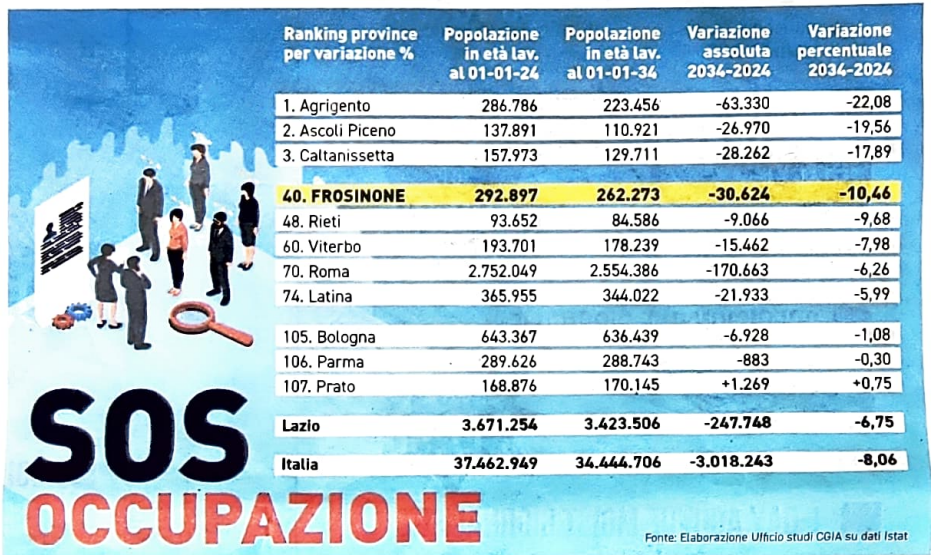 Ranking province per variazione % Popolazione in età lav. al 01-01-24 Popolazione in età lav. al 01-01-34 Variazione assoluta 2034-2024 Variazione percentuale 2034-2024
1. Agrigento 286.786 223.456 -63.330 -22,08
2. Ascoli Piceno 137.891 110.921 -26.970 -19,56
3. Caltanissetta 157.973 129.711 -28.262 -17,89
40. FROSINONE 292.897 262.273 -30.624 -10,46
48. Rieti 93.652 84.586 -9.066 -9,68
60. Viterbo 193.701 178.239 -15.462 -7,98
70. Roma 2.752.049 2.554.386 -170.663 -6,26
74. Latina 365.955 344.022 -21.933 -5,99
105. Bologna 643.367 636.439 -6.928 -1,08
106. Parma 289.626 288.743 -883 -0,30
107. Prato 168.876 170.145 +1.269 +0,75
Lazio 3.671.254 3.423.506 -247.748 -6,75
Italia 37.462.949 34.444.706 -3.018.243 -8,06
SOS
OCCUPAZIONE
Fonte: Elaborazione Ufficio studi CGIA su dati Istat